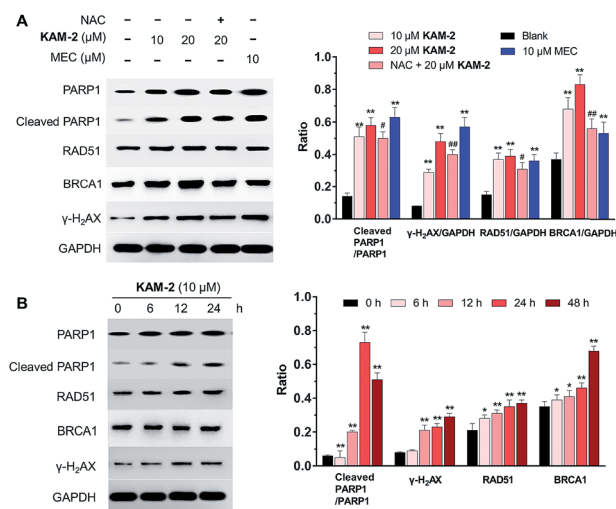 A
NAC – – – + –
KAM-2 (μM) – 10 20 20 –
MEC (μM) – – – – 10
PARP1
Cleaved PARP1
RAD51
BRCA1
γ-H₂AX
GAPDH
10 μM KAM-2
20 μM KAM-2
NAC + 20 μM KAM-2
Blank
10 μM MEC
Ratio
1.0
0.8
0.6
0.4
0.2
0.0
** ** # **
** ** ## **
** ** # **
** ** ## **
Cleaved PARP1 /PARP1
γ-H₂AX/GAPDH
RAD51/GAPDH
BRCA1/GAPDH
B
KAM-2 (10 μM)
0 6 12 24 h
PARP1
Cleaved PARP1
RAD51
BRCA1
γ-H₂AX
GAPDH
0 h 6 h 12 h 24 h 48 h
Ratio
1.0
0.8
0.6
0.4
0.2
0.0
** ** ** **
** ** **
* ** ** **
* * ** **
Cleaved PARP1 /PARP1
γ-H₂AX
RAD51
BRCA1